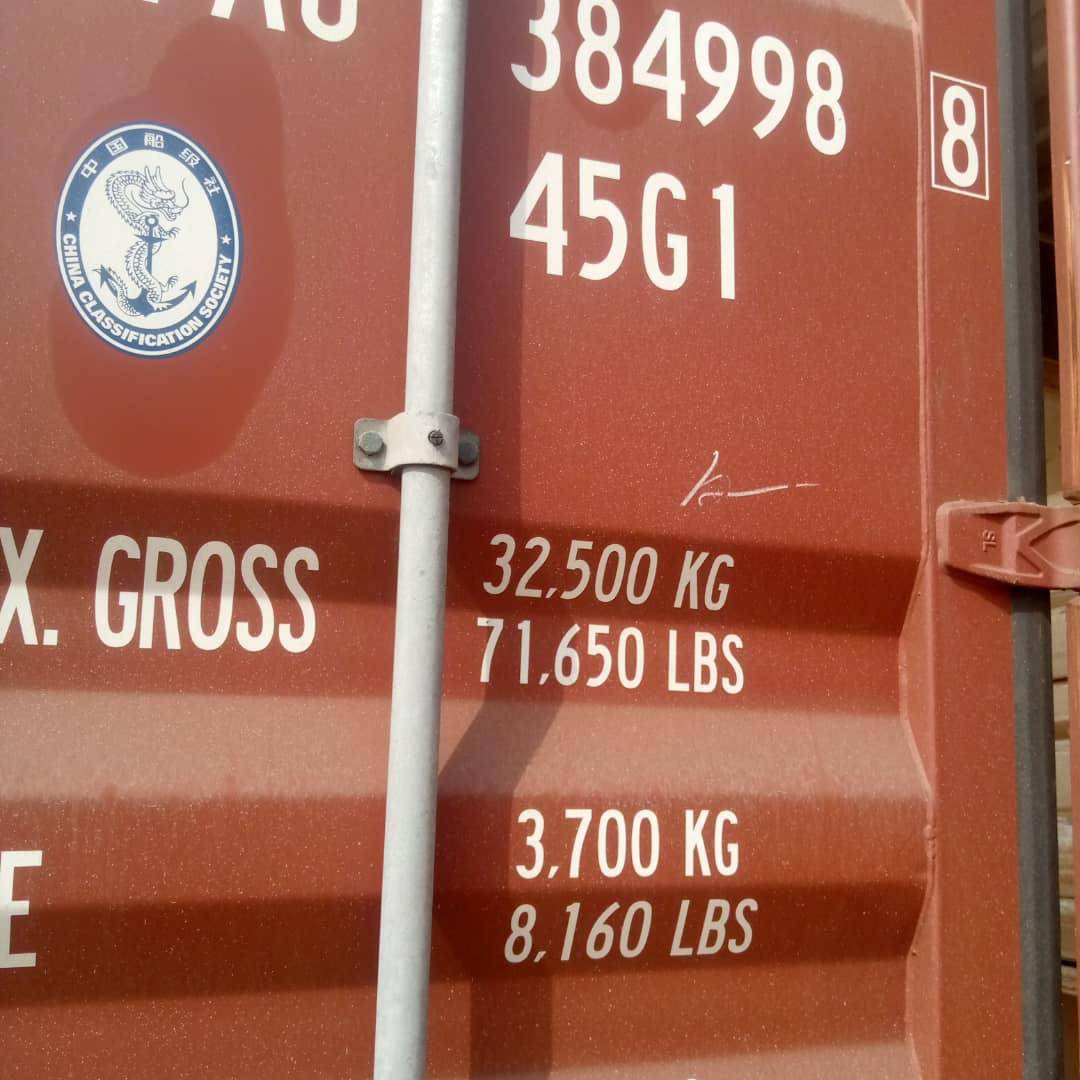 384998 8
45G1
中国船级社
CHINA CLASSIFICATION SOCIETY
X. GROSS 32,500 KG
71,650 LBS
3,700 KG
E 8,160 LBS
SL